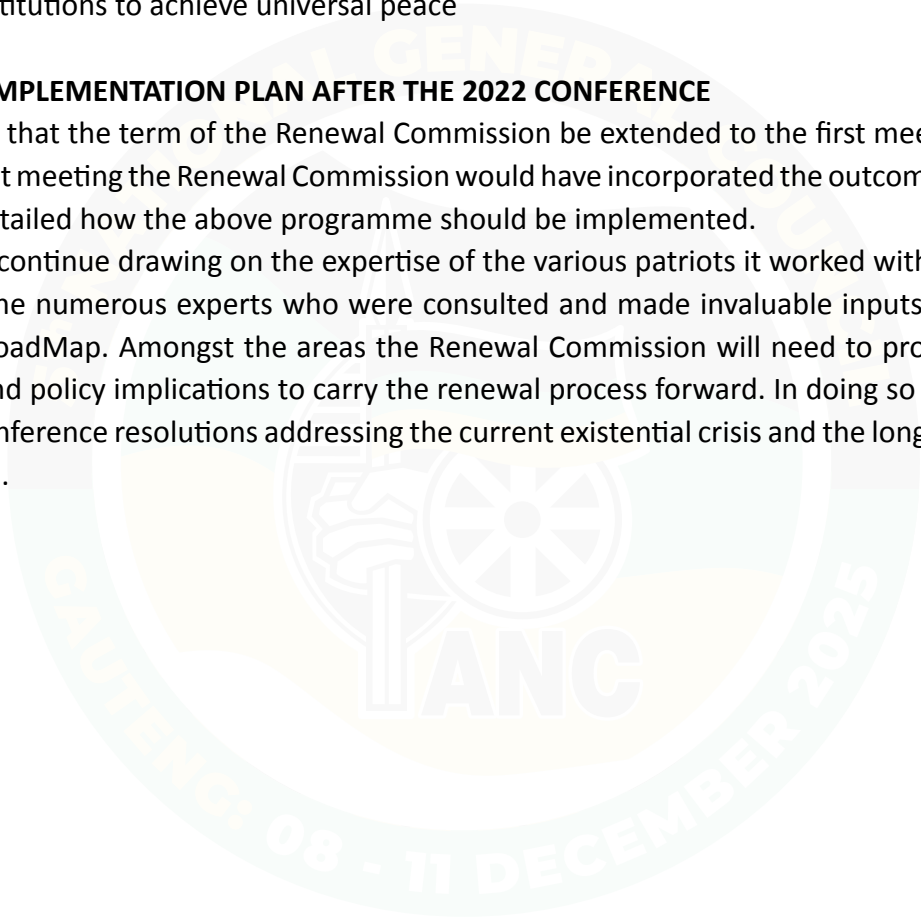 titutions to achieve universal peace
MPLEMENTATION PLAN AFTER THE 2022 CONFERENCE
that the term of the Renewal Commission be extended to the first mee
t meeting the Renewal Commission would have incorporated the outcom
tailed how the above programme should be implemented.
continue drawing on the expertise of the various patriots it worked with
he numerous experts who were consulted and made invaluable inputs
oadMap. Amongst the areas the Renewal Commission will need to pro
nd policy implications to carry the renewal process forward. In doing so
nference resolutions addressing the current existential crisis and the long
.
5TH NATIONAL GENERAL COUNCIL
ANC
GAUTENG: 08 - 11 DECEMBER 2025